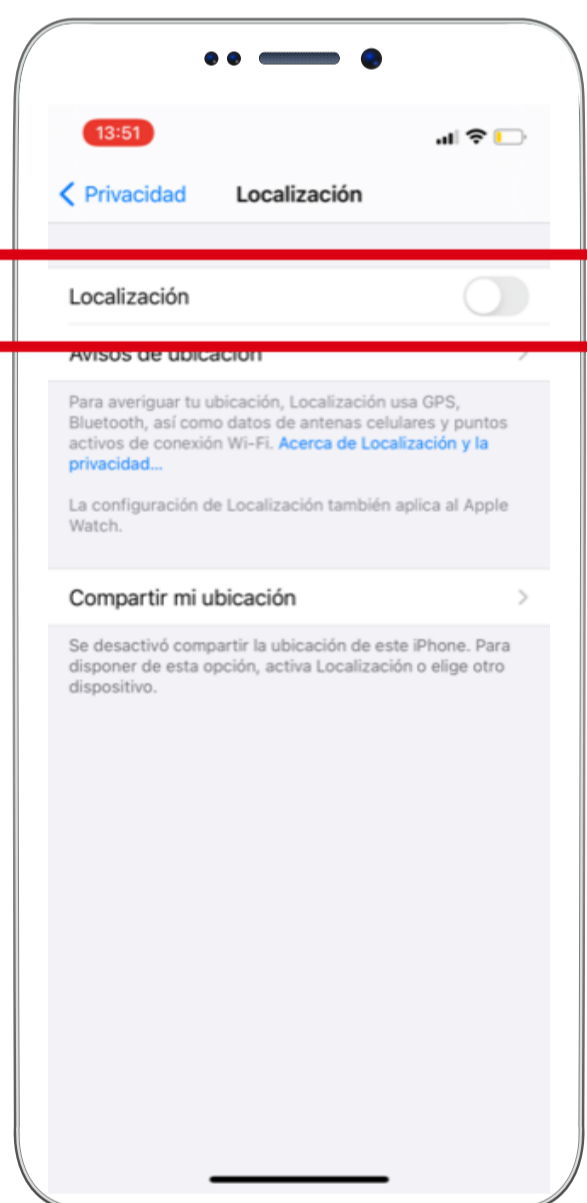 13:51
Privacidad Localización
Localización
Avisos de ubicación
Para averiguar tu ubicación, Localización usa GPS,
Bluetooth, así como datos de antenas celulares y puntos
activos de conexión Wi-Fi. Acerca de Localización y la
privacidad...
La configuración de Localización también aplica al Apple
Watch.
Compartir mi ubicación
Se desactivó compartir la ubicación de este iPhone. Para
disponer de esta opción, activa Localización o elige otro
dispositivo.